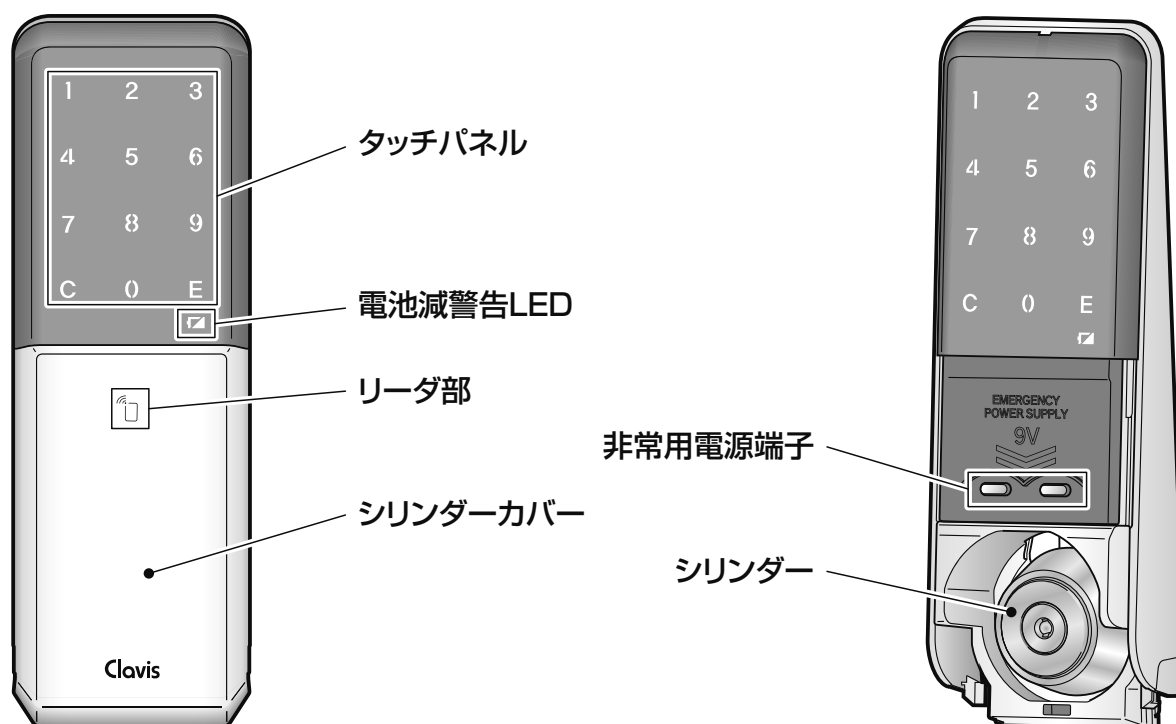 1 2 3
4 5 6
7 8 9
C 0 E
タッチパネル
電池減警告LED
リーダ部
シリンダーカバー
Clavis
1 2 3
4 5 6
7 8 9
C 0 E
EMERGENCY
POWER SUPPLY
9V
非常用電源端子
シリンダー